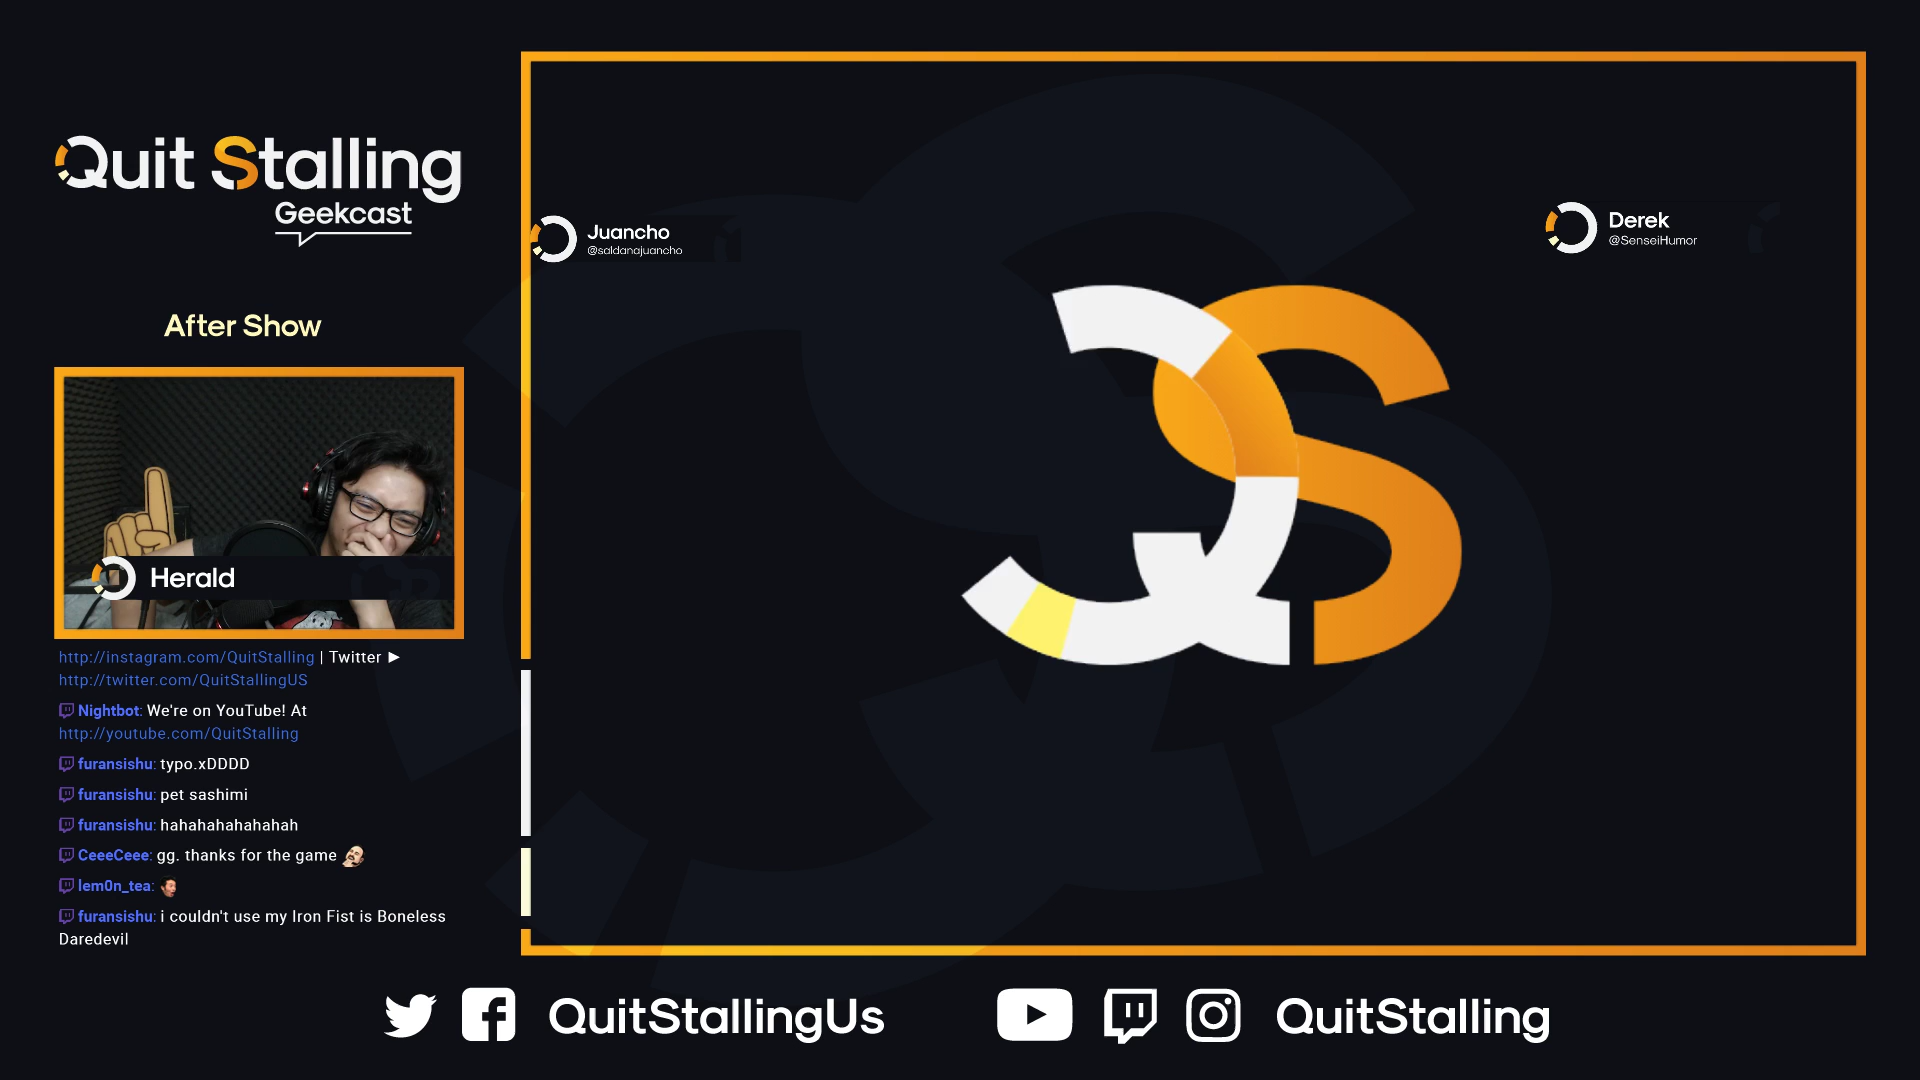 Quit Stalling
Geekcast
After Show
Herald
http://instagram.com/QuitStalling | Twitter ►
http://twitter.com/QuitStallingUS
Nightbot: We're on YouTube! At
http://youtube.com/QuitStalling
furansishu: typo.xDDDD
furansishu: pet sashimi
furansishu: hahahahahahahah
CeeeCeee: gg. thanks for the game
lem0n_tea:
furansishu: i couldn't use my Iron Fist is Boneless
Daredevil
Juancho
@saldanajuancho
Derek
@SenseiHumor
QS
QuitStallingUs
QuitStalling